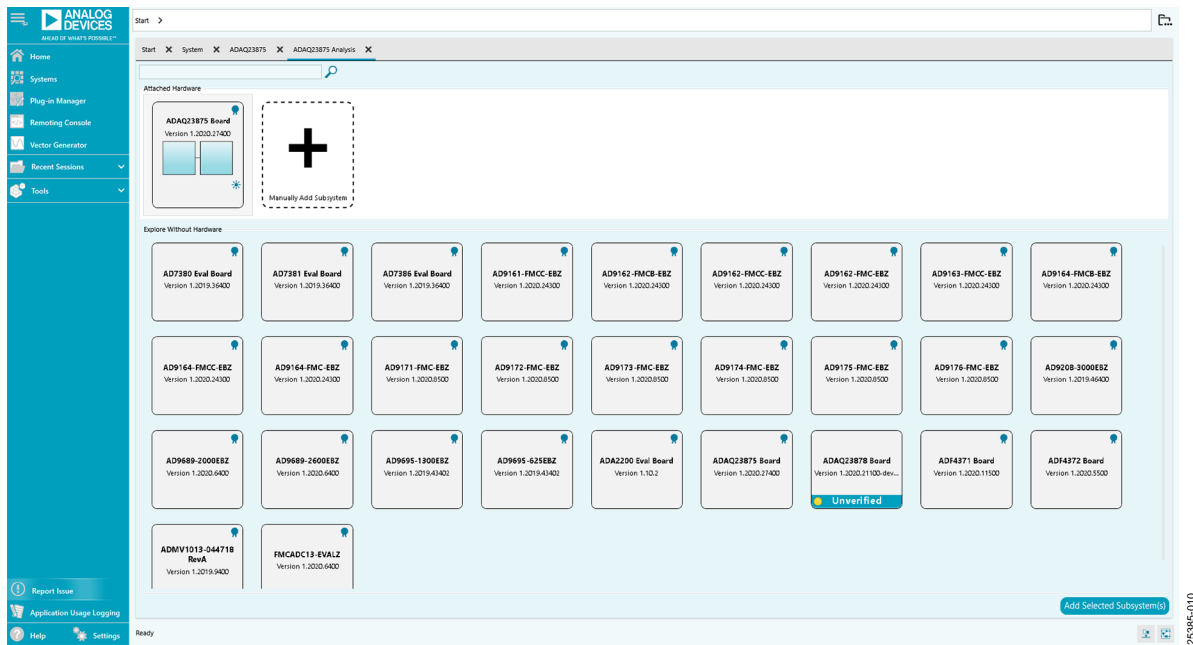 ANALOG
DEVICES
AHEAD OF WHAT'S POSSIBLE™
Start >
Home
Systems
Plug-in Manager
Remoting Console
Vector Generator
Recent Sessions
Tools
Start System ADAQ23875 ADAQ23875 Analysis
Attached Hardware
ADAQ23875 Board
Version 1.2020.27400
Manually Add Subsystem
Explore Without Hardware
AD7380 Eval Board
Version 1.2019.36400
AD7381 Eval Board
Version 1.2019.36400
AD7386 Eval Board
Version 1.2019.36400
AD9161-FMCC-EBZ
Version 1.2020.24300
AD9162-FMCB-EBZ
Version 1.2020.24300
AD9162-FMCC-EBZ
Version 1.2020.24300
AD9162-FMC-EBZ
Version 1.2020.24300
AD9163-FMCC-EBZ
Version 1.2020.24300
AD9164-FMCB-EBZ
Version 1.2020.24300
AD9164-FMCC-EBZ
Version 1.2020.24300
AD9164-FMC-EBZ
Version 1.2020.24300
AD9171-FMC-EBZ
Version 1.2020.8500
AD9172-FMC-EBZ
Version 1.2020.8500
AD9173-FMC-EBZ
Version 1.2020.8500
AD9174-FMC-EBZ
Version 1.2020.8500
AD9175-FMC-EBZ
Version 1.2020.8500
AD9176-FMC-EBZ
Version 1.2020.8500
AD9208-3000EBZ
Version 1.2019.46400
AD9689-2000EBZ
Version 1.2020.6400
AD9689-2600EBZ
Version 1.2020.6400
AD9695-1300EBZ
Version 1.2019.43402
AD9695-625EBZ
Version 1.2019.43402
ADA2200 Eval Board
Version 1.10.2
ADAQ23875 Board
Version 1.2020.27400
ADAQ23878 Board
Version 1.2020.21100-dev...
Unverified
ADF4371 Board
Version 1.2020.11500
ADF4372 Board
Version 1.2020.5500
ADMV1013-044718
RevA
Version 1.2019.9400
FMCADC13-EVALZ
Version 1.2020.6400
Add Selected Subsystem(s)
Report Issue
Application Usage Logging
Help Settings
Ready
25385-010